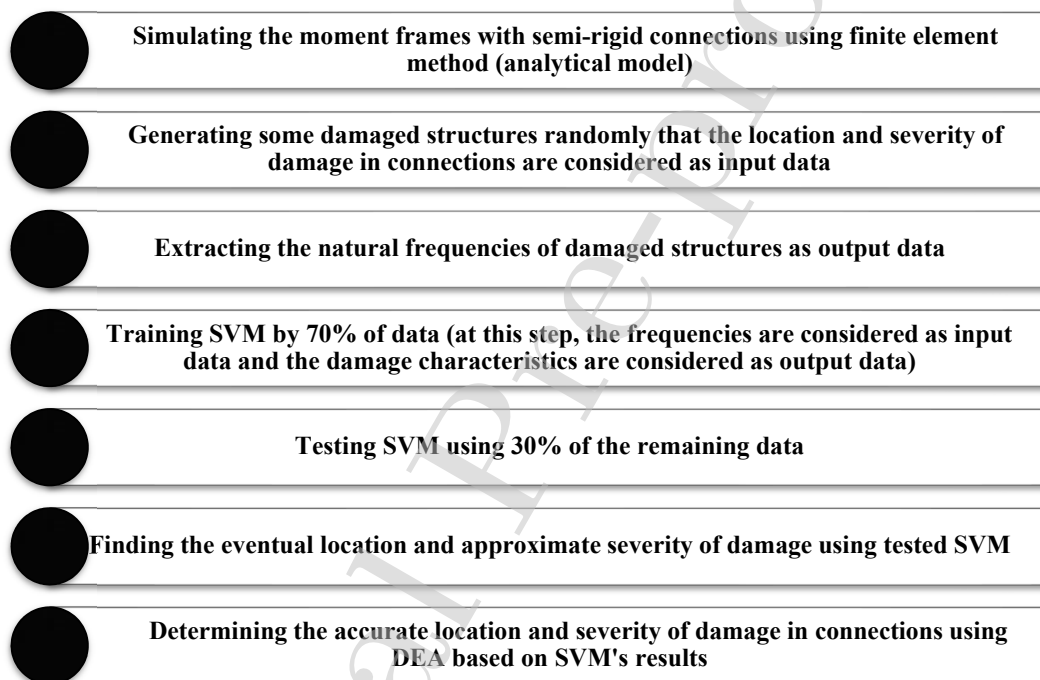 Simulating the moment frames with semi-rigid connections using finite element
method (analytical model)
Generating some damaged structures randomly that the location and severity of
damage in connections are considered as input data
Extracting the natural frequencies of damaged structures as output data
Training SVM by 70% of data (at this step, the frequencies are considered as input
data and the damage characteristics are considered as output data)
Testing SVM using 30% of the remaining data
Finding the eventual location and approximate severity of damage using tested SVM
Determining the accurate location and severity of damage in connections using
DEA based on SVM's results